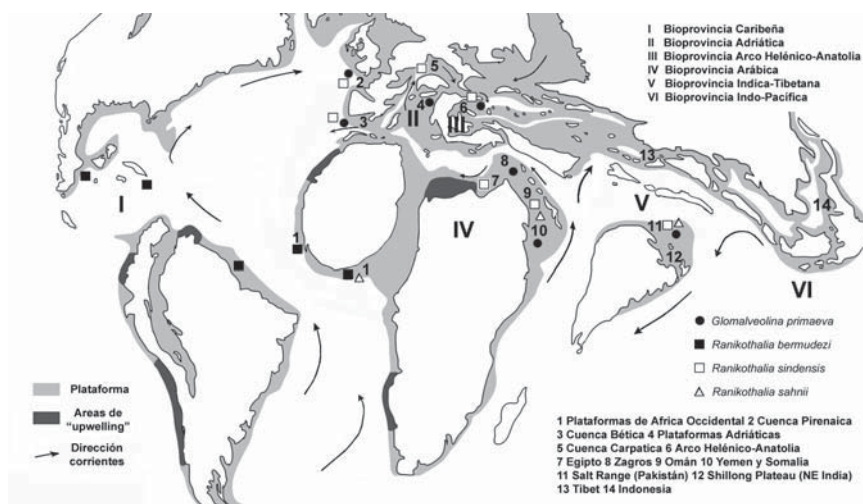 I Bioprovincia Caribeña
II Bioprovincia Adriática
III Bioprovincia Arco Helénico-Anatolia
IV Bioprovincia Arábica
V Bioprovincia Indica-Tibetana
VI Bioprovincia Indo-Pacífica
2
5
4
6
3
II
III
13
8
7
9
14
I
IV
V
10
11
12
1
1
VI
Glomalveolina primaeva
Ranikothalia bermudezi
Ranikothalia sindensis
Ranikothalia sahnii
Plataforma
Areas de
"upwelling"
Dirección
corrientes
1 Plataformas de Africa Occidental 2 Cuenca Pirenaica
3 Cuenca Bética 4 Plataformas Adriáticas
5 Cuenca Carpatica 6 Arco Helénico-Anatolia
7 Egipto 8 Zagros 9 Omán 10 Yemen y Somalia
11 Salt Range (Pakistán) 12 Shillong Plateau (NE India)
13 Tibet 14 Indonesia